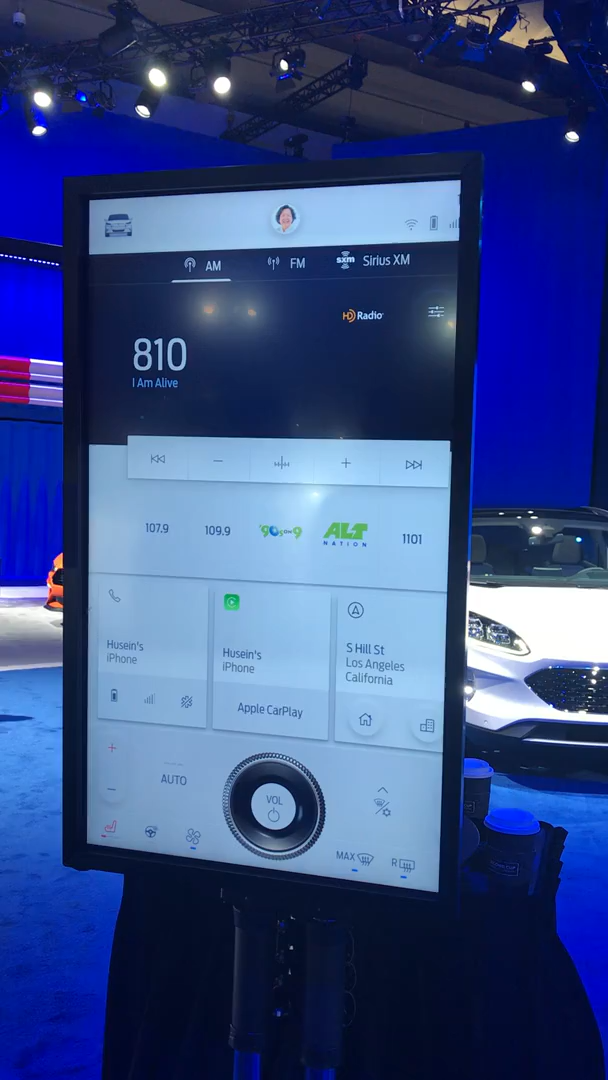 AM
FM
sxm
Sirius XM
HD Radio
810
I Am Alive
107.9
109.9
'90s ON 9
ALT
NATION
1101
Husein's
iPhone
Husein's
iPhone
Apple CarPlay
S Hill St
Los Angeles
California
AUTO
VOL
MAX
R